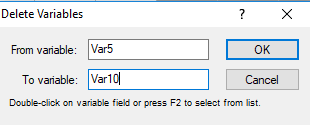 Delete Variables ? ×
From variable: Var5 OK
To variable: Var10 Cancel
Double-click on variable field or press F2 to select from list.